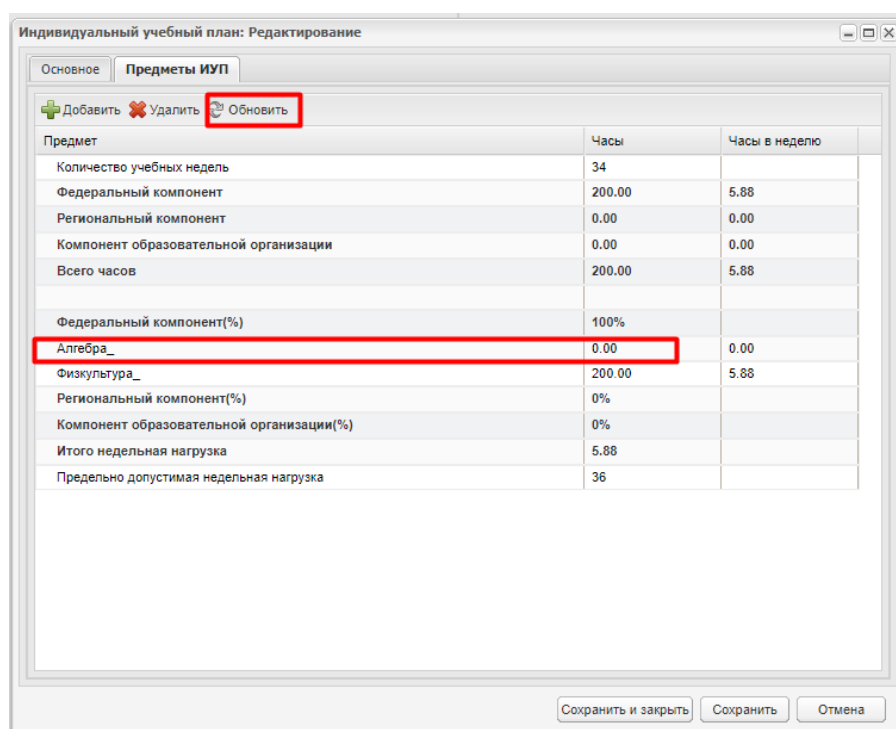 Индивидуальный учебный план: Редактирование
Основное Предметы ИУП
Добавить Удалить Обновить
Предмет Часы Часы в неделю
Количество учебных недель 34
Федеральный компонент 200.00 5.88
Региональный компонент 0.00 0.00
Компонент образовательной организации 0.00 0.00
Всего часов 200.00 5.88
Федеральный компонент(%) 100%
Алгебра_ 0.00 0.00
Физкультура_ 200.00 5.88
Региональный компонент(%) 0%
Компонент образовательной организации(%) 0%
Итого недельная нагрузка 5.88
Предельно допустимая недельная нагрузка 36
Сохранить и закрыть Сохранить Отмена